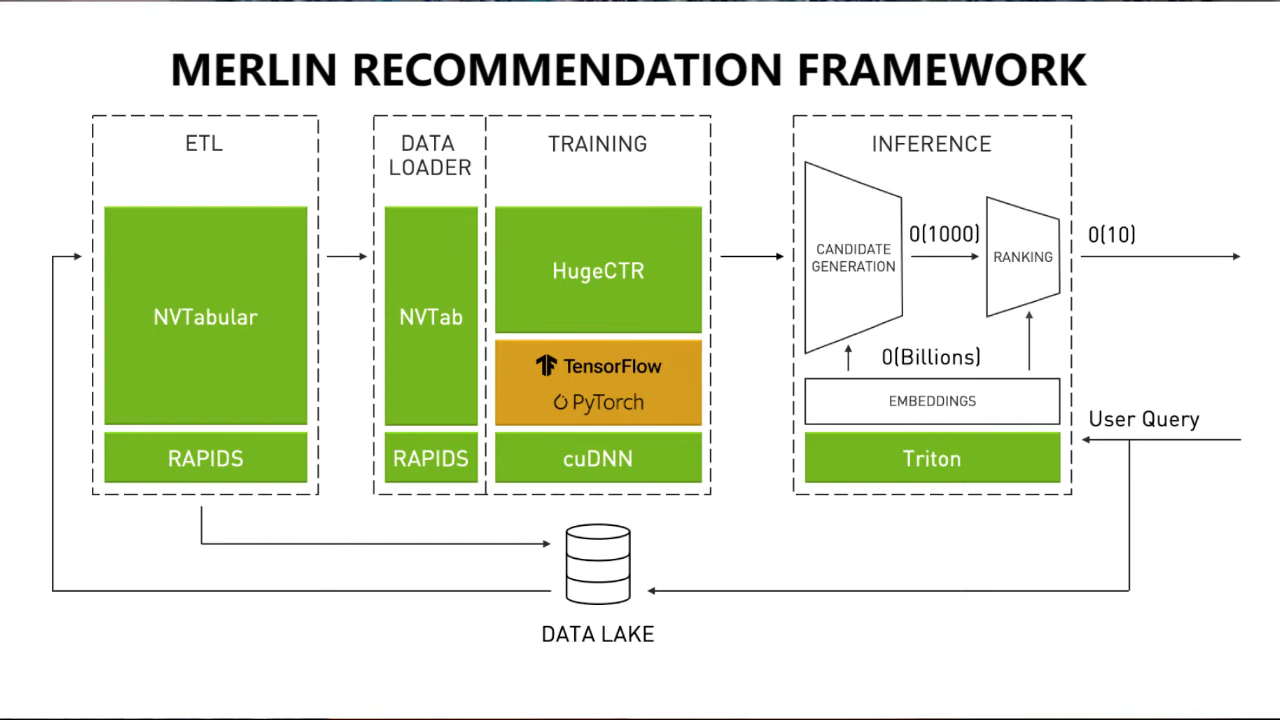 MERLIN RECOMMENDATION FRAMEWORK
ETL
NVTabular
RAPIDS
DATA
LOADER
NVTab
RAPIDS
TRAINING
HugeCTR
TensorFlow
PyTorch
cuDNN
INFERENCE
CANDIDATE
GENERATION
O(1000)
RANKING
O(10)
O(Billions)
EMBEDDINGS
Triton
User Query
DATA LAKE